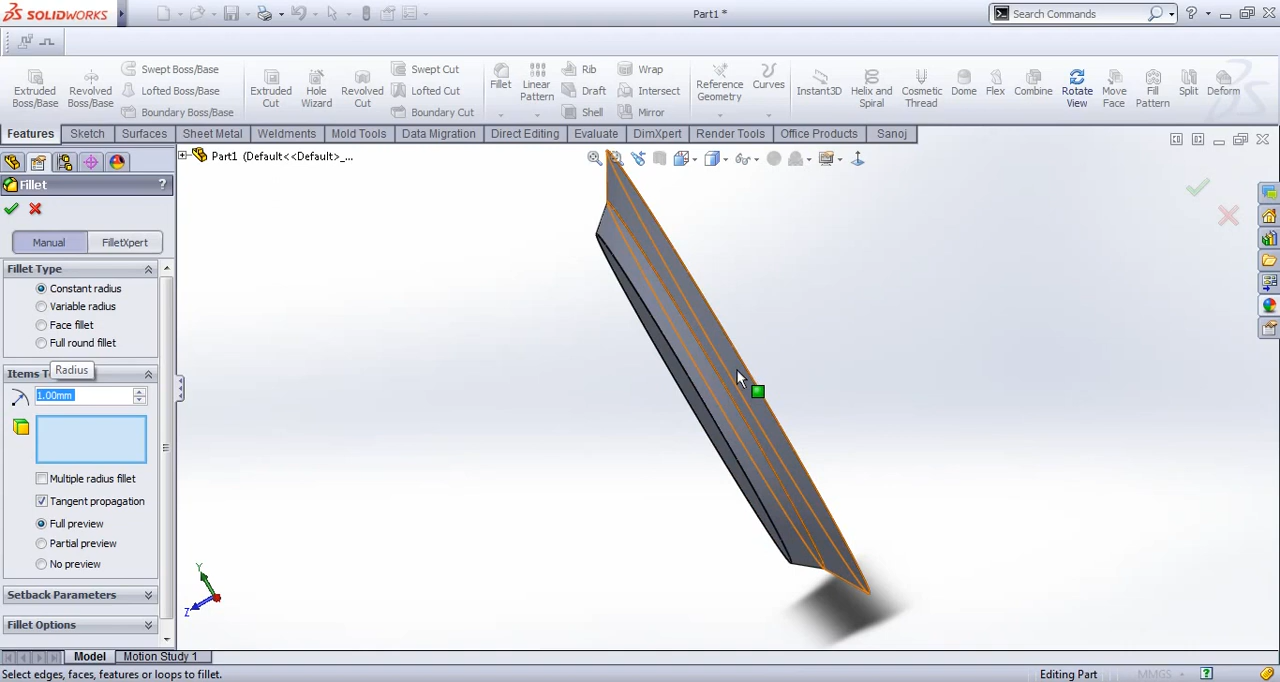 SOLIDWORKS
Part1 *
Search Commands
Extruded Boss/Base
Revolved Boss/Base
Swept Boss/Base
Lofted Boss/Base
Boundary Boss/Base
Extruded Cut
Hole Wizard
Revolved Cut
Swept Cut
Lofted Cut
Boundary Cut
Fillet
Linear Pattern
Rib
Draft
Shell
Wrap
Intersect
Mirror
Reference Geometry
Curves
Instant3D
Helix and Spiral
Cosmetic Thread
Dome
Flex
Combine
Rotate View
Move Face
Fill Pattern
Split
Deform
Features Sketch Surfaces Sheet Metal Weldments Mold Tools Data Migration Direct Editing Evaluate DimXpert Render Tools Office Products Sanoj
Part1 (Default<<Default>_...
Fillet ?
Manual FilletXpert
Fillet Type
Constant radius
Variable radius
Face fillet
Full round fillet
Items T
Radius
1.00mm
Multiple radius fillet
Tangent propagation
Full preview
Partial preview
No preview
Setback Parameters
Fillet Options
Y
Z
Model Motion Study 1
Select edges, faces, features or loops to fillet.
Editing Part
MMGS
?